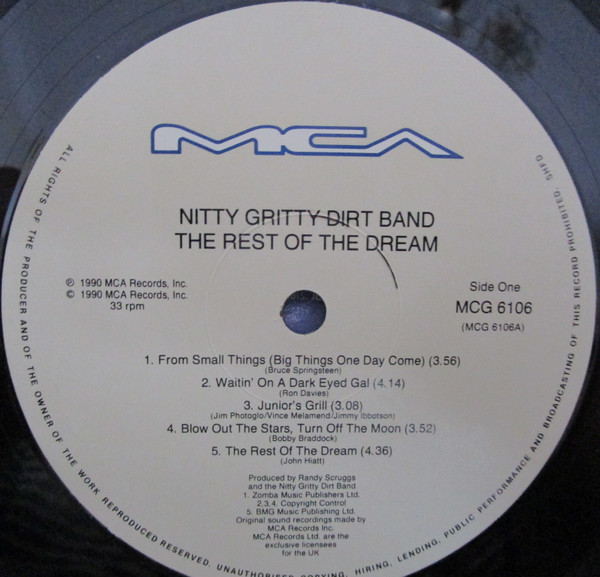 MCA
NITTY GRITTY DIRT BAND
THE REST OF THE DREAM
℗ 1990 MCA Records, Inc.
© 1990 MCA Records, Inc.
33 rpm
Side One
MCG 6106
(MCG 6106A)
1. From Small Things (Big Things One Day Come) (3.56)
(Bruce Springsteen)
2. Waitin' On A Dark Eyed Gal (4.14)
(Ron Davies)
3. Junior's Grill (3.08)
(Jim Photoglo/Vince Melamend/Jimmy Ibbotson)
4. Blow Out The Stars, Turn Off The Moon (3.52)
(Bobby Braddock)
5. The Rest Of The Dream (4.36)
(John Hiatt)
Produced by Randy Scruggs
and the Nitty Gritty Dirt Band
1. Zomba Music Publishers Ltd.
2,3,4. Copyright Control
5. BMG Music Publishing Ltd.
Original sound recordings made by
MCA Records Inc.
MCA Records Ltd. are the
exclusive licensees
for the UK
ALL RIGHTS OF THE PRODUCER AND OF THE OWNER OF THE WORK REPRODUCED RESERVED. UNAUTHORISED COPYING, HIRING, LENDING, PUBLIC PERFORMANCE AND BROADCASTING OF THIS RECORD PROHIBITED. SHFD